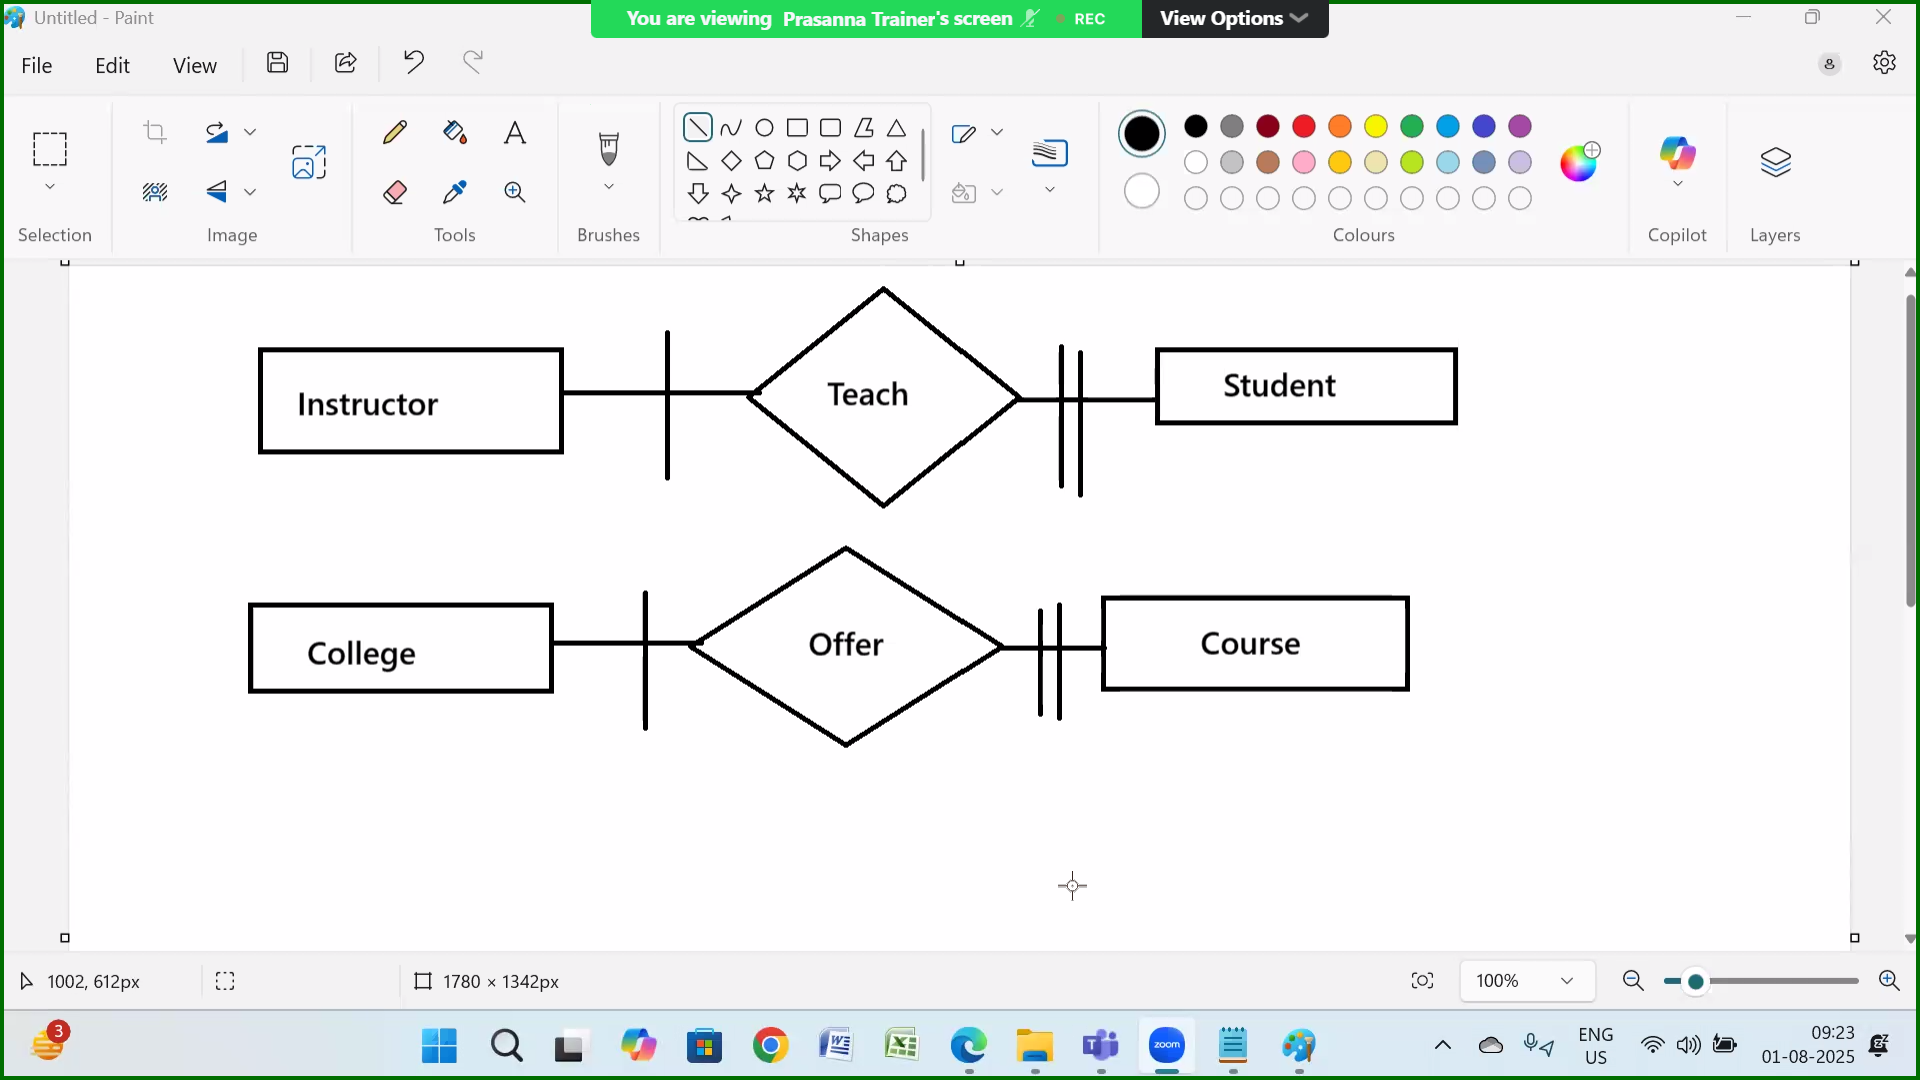 Untitled - Paint
You are viewing Prasanna Trainer's screen REC View Options
File Edit View
Selection Image Tools Brushes Shapes Colours Copilot Layers
Instructor Teach Student
College Offer Course
1002, 612px 1780 × 1342px 100%
3
zoom
ENG
US
09:23
01-08-2025